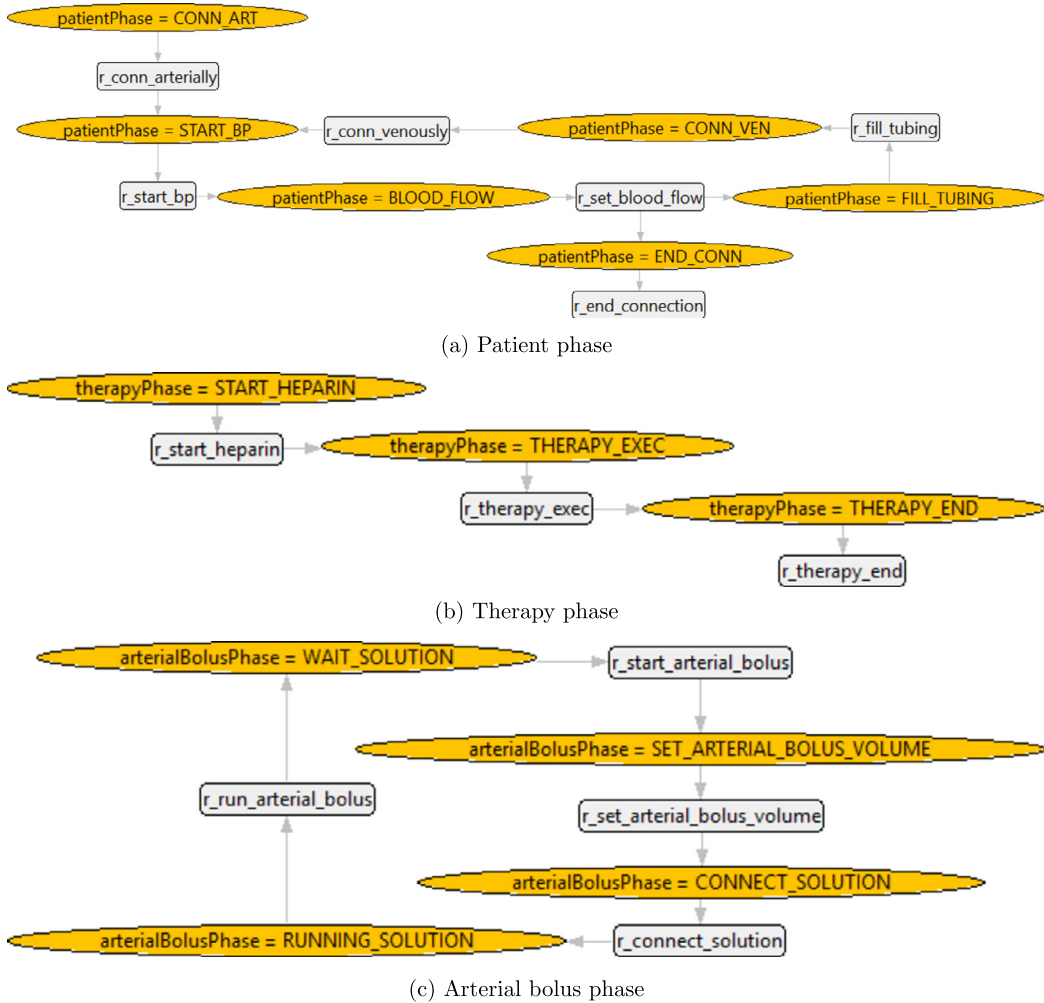 patientPhase = CONN_ART
r_conn_arterially
patientPhase = START_BP
r_conn_venously
patientPhase = CONN_VEN
r_fill_tubing
r_start_bp
patientPhase = BLOOD_FLOW
r_set_blood_flow
patientPhase = FILL_TUBING
patientPhase = END_CONN
r_end_connection
(a) Patient phase
therapyPhase = START_HEPARIN
r_start_heparin
therapyPhase = THERAPY_EXEC
r_therapy_exec
therapyPhase = THERAPY_END
r_therapy_end
(b) Therapy phase
arterialBolusPhase = WAIT_SOLUTION
r_start_arterial_bolus
arterialBolusPhase = SET_ARTERIAL_BOLUS_VOLUME
r_run_arterial_bolus
r_set_arterial_bolus_volume
arterialBolusPhase = CONNECT_SOLUTION
arterialBolusPhase = RUNNING_SOLUTION
r_connect_solution
(c) Arterial bolus phase